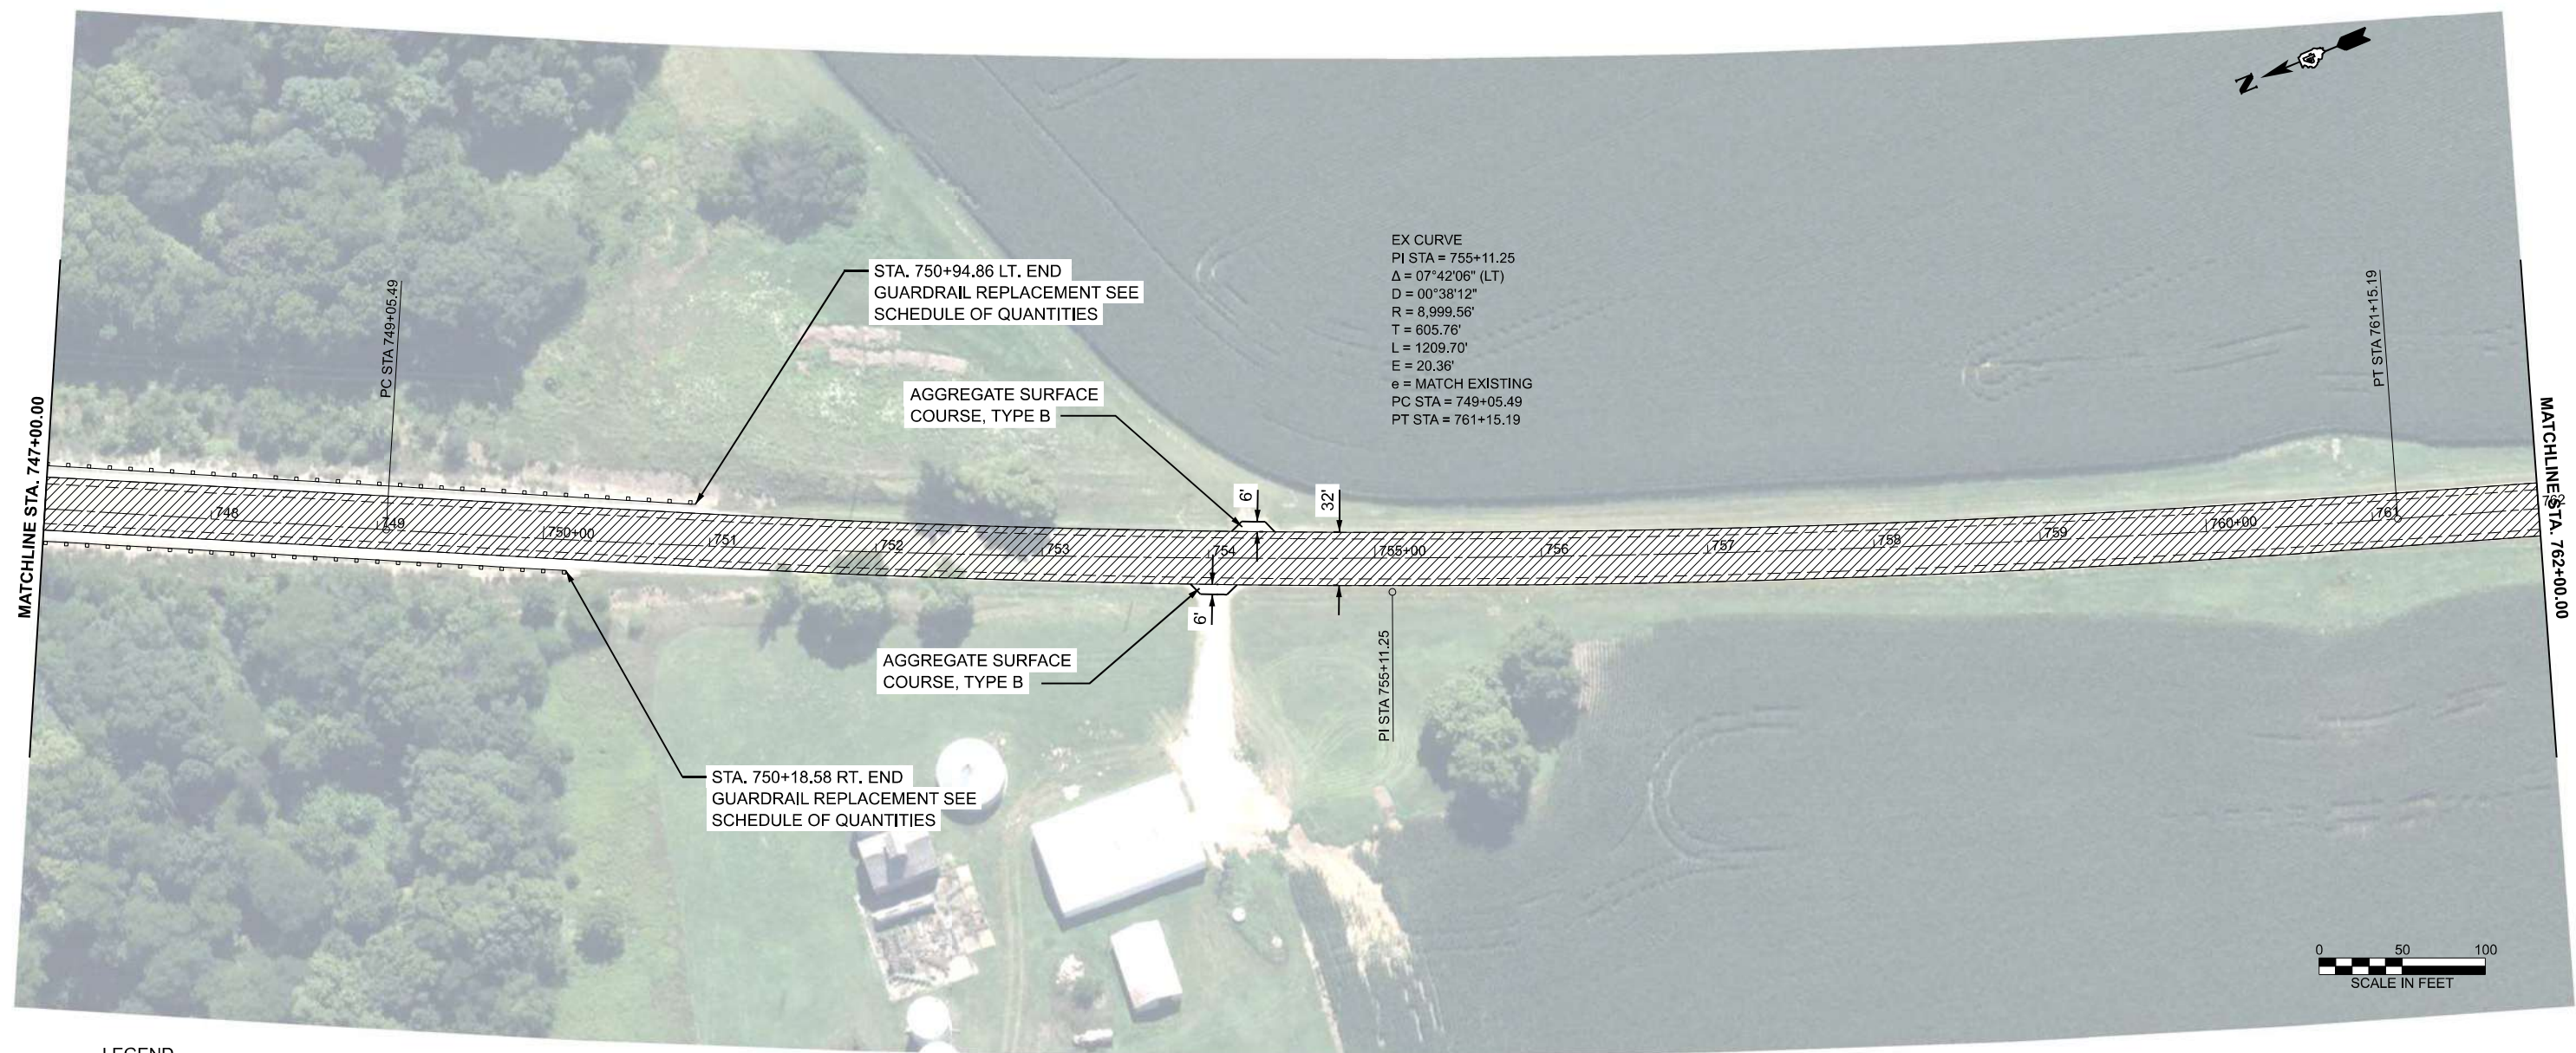 N
EX CURVE
PI STA = 755+11.25
Δ = 07°42'06" (LT)
D = 00°38'12"
R = 8,999.56'
T = 605.76'
L = 1209.70'
E = 20.36'
e = MATCH EXISTING
PC STA = 749+05.49
PT STA = 761+15.19
STA. 750+94.86 LT. END
GUARDRAIL REPLACEMENT SEE
SCHEDULE OF QUANTITIES
PC STA 749+05.49
PT STA 761+15.19
AGGREGATE SURFACE
COURSE, TYPE B
MATCHLINE STA. 747+00.00
MATCHLINE STA. 762+00.00
6'
32'
748
749
750+00
751
752
753
754
755+00
756
757
758
759
760+00
761
762
6'
PI STA 755+11.25
AGGREGATE SURFACE
COURSE, TYPE B
STA. 750+18.58 RT. END
GUARDRAIL REPLACEMENT SEE
SCHEDULE OF QUANTITIES
0 50 100
SCALE IN FEET
LEGEND